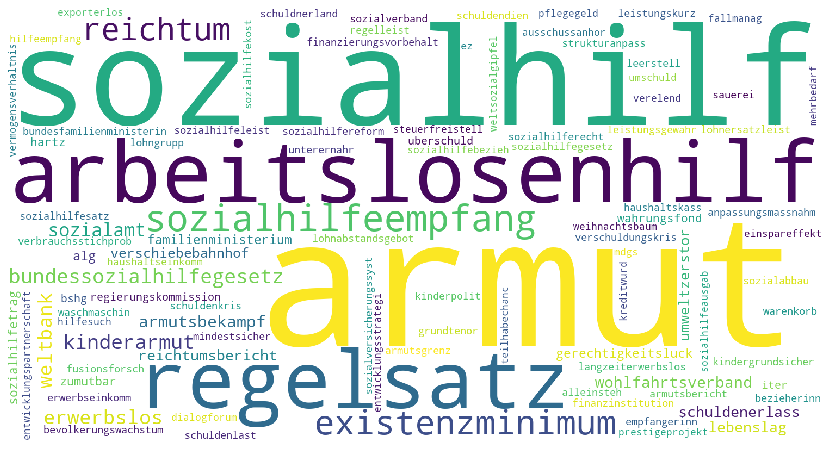 exporterlos
schuldnerland
sozialverband
schuldendien
pflegegeld
leistungskurz
hilfeempfang
reichtum
regelleist
ausschussanhor
fallmanag
sozialhilf
finanzierungsvorbehalt
ez
strukturanpass
vermogensverhaltnis
sozialhilfekost
weltsozialgipfel
leerstell
umschuld
sauerei
verelend
mehrbedarf
bundesfamilienministerin
sozialhilfeleist
sozialhilfereform
steuerfreistell
sozialhilferecht
leistungsgewahr
lohnersatzleist
hartz
lohngrupp
unterernahr
uberschuld
sozialhilfebezieh
sozialhilfegesetz
arbeitslosenhilf
sozialhilfesatz
sozialhilfeempfang
weihnachtsbaum
haushaltskass
wahrungsfond
anpassungsmassnahm
sozialamt
verbrauchsstichprob
familienministerium
lohnabstandsgebot
verschuldungskris
einspareffekt
alg
verschiebebahnhof
haushaltseinkomm
armut
ndgs
umweltzerstor
bundessozialhilfegesetz
sozialversicherungssyst
entwicklungsstrategi
kreditwurd
sozialabbau
sozialhilfetrag
entwicklungspartnerschaft
weltbank
bshg
regierungskommission
kinderpolit
sozialhilfeausgab
waschmaschin
schuldenkris
warenkorb
hilfesuch
mindestsicher
armutsbekampf
grundtenor
teilhabechanc
kinderarmut
reichtumsbericht
armutsgrenz
gerechtigkeitsluck
fusionsforsch
regelsatz
langzeiterwerbslos
kindergrundsicher
zumutbar
wohlfahrtsverband
iter
erwerbseinkomm
alleinsteh
armutsbericht
bezieherinn
erwerbslos
dialogforum
existenzminimum
finanzinstitution
prestigeprojekt
schuldenerlass
bevolkerungswachstum
schuldenlast
empfangerinn
lebenslag